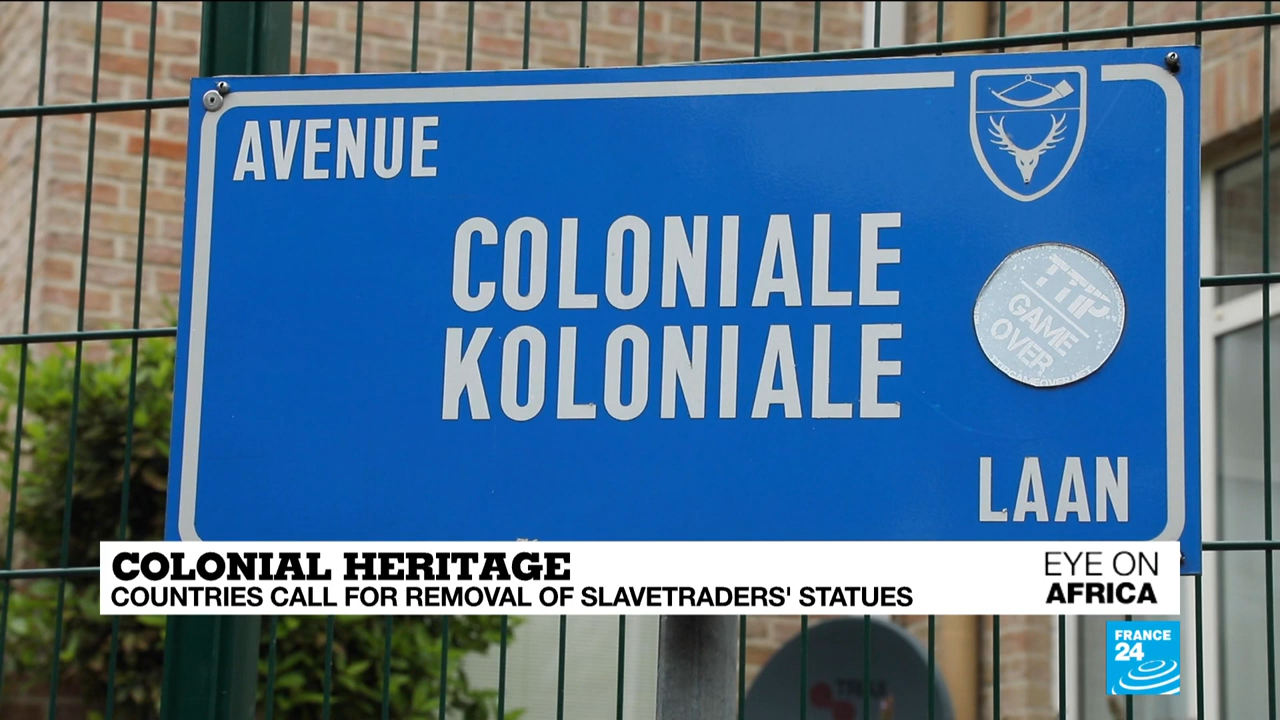 AVENUE
COLONIALE
KOLONIALE
LAAN
TTIP
GAME
OVER
COLONIAL HERITAGE
COUNTRIES CALL FOR REMOVAL OF SLAVETRADERS' STATUES
EYE ON
AFRICA
FRANCE
24